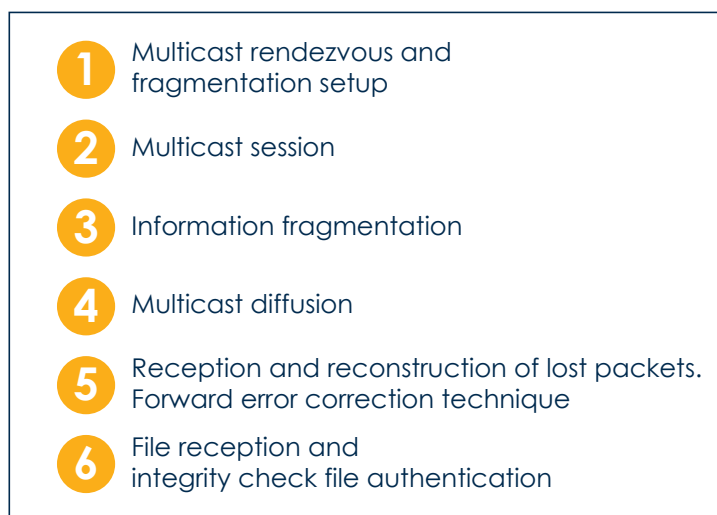 1 Multicast rendezvous and
fragmentation setup
2 Multicast session
3 Information fragmentation
4 Multicast diffusion
5 Reception and reconstruction of lost packets.
Forward error correction technique
6 File reception and
integrity check file authentication